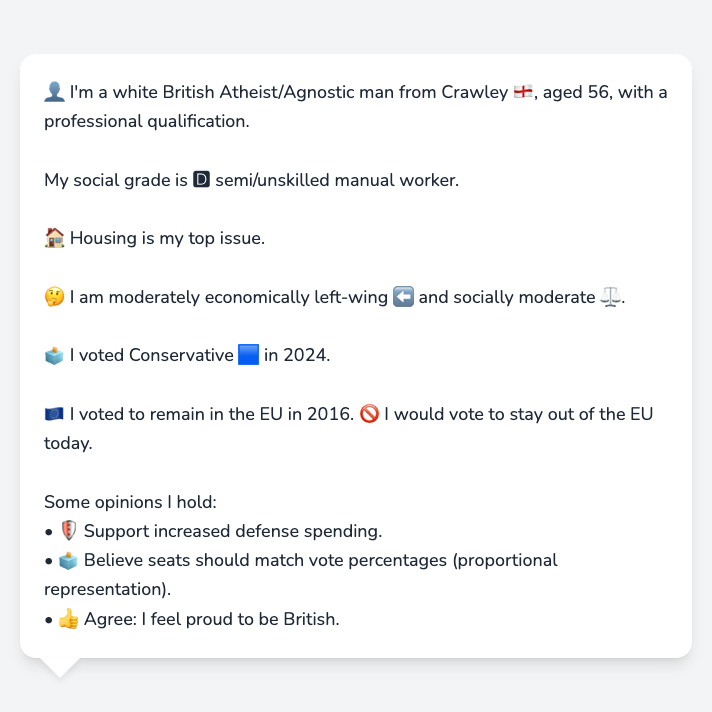 👤 I'm a white British Atheist/Agnostic man from Crawley 🏴󠁧󠁢󠁥󠁮󠁧󠁿, aged 56, with a
professional qualification.
My social grade is 🅳 semi/unskilled manual worker.
🏠 Housing is my top issue.
🤔 I am moderately economically left-wing ⬅️ and socially moderate ⚖️.
🗳️ I voted Conservative 🟦 in 2024.
🇪🇺 I voted to remain in the EU in 2016. 🚫 I would vote to stay out of the EU
today.
Some opinions I hold:
• 🛡️ Support increased defense spending.
• 🗳️ Believe seats should match vote percentages (proportional
representation).
• 👍 Agree: I feel proud to be British.